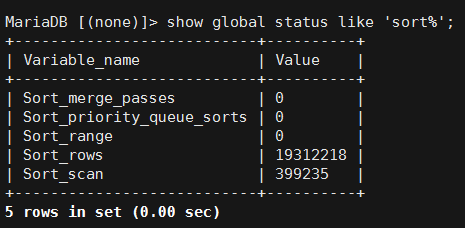 MariaDB [(none)]> show global status like 'sort%';
+---------------------------+----------+
| Variable_name             | Value    |
+---------------------------+----------+
| Sort_merge_passes         | 0        |
| Sort_priority_queue_sorts | 0        |
| Sort_range                | 0        |
| Sort_rows                 | 19312218 |
| Sort_scan                 | 399235   |
+---------------------------+----------+
5 rows in set (0.00 sec)